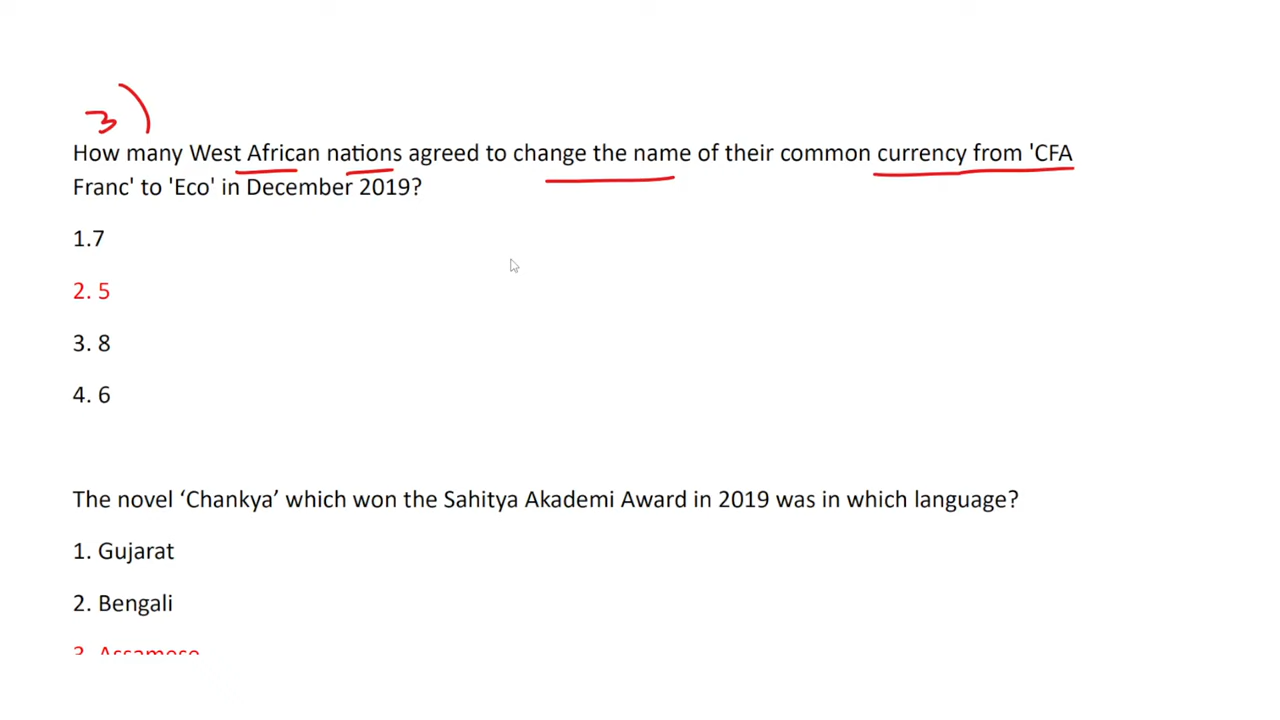 3)
How many West African nations agreed to change the name of their common currency from 'CFA
Franc' to 'Eco' in December 2019?
1.7
2. 5
3. 8
4. 6
The novel ‘Chankya’ which won the Sahitya Akademi Award in 2019 was in which language?
1. Gujarat
2. Bengali
3. Assamese